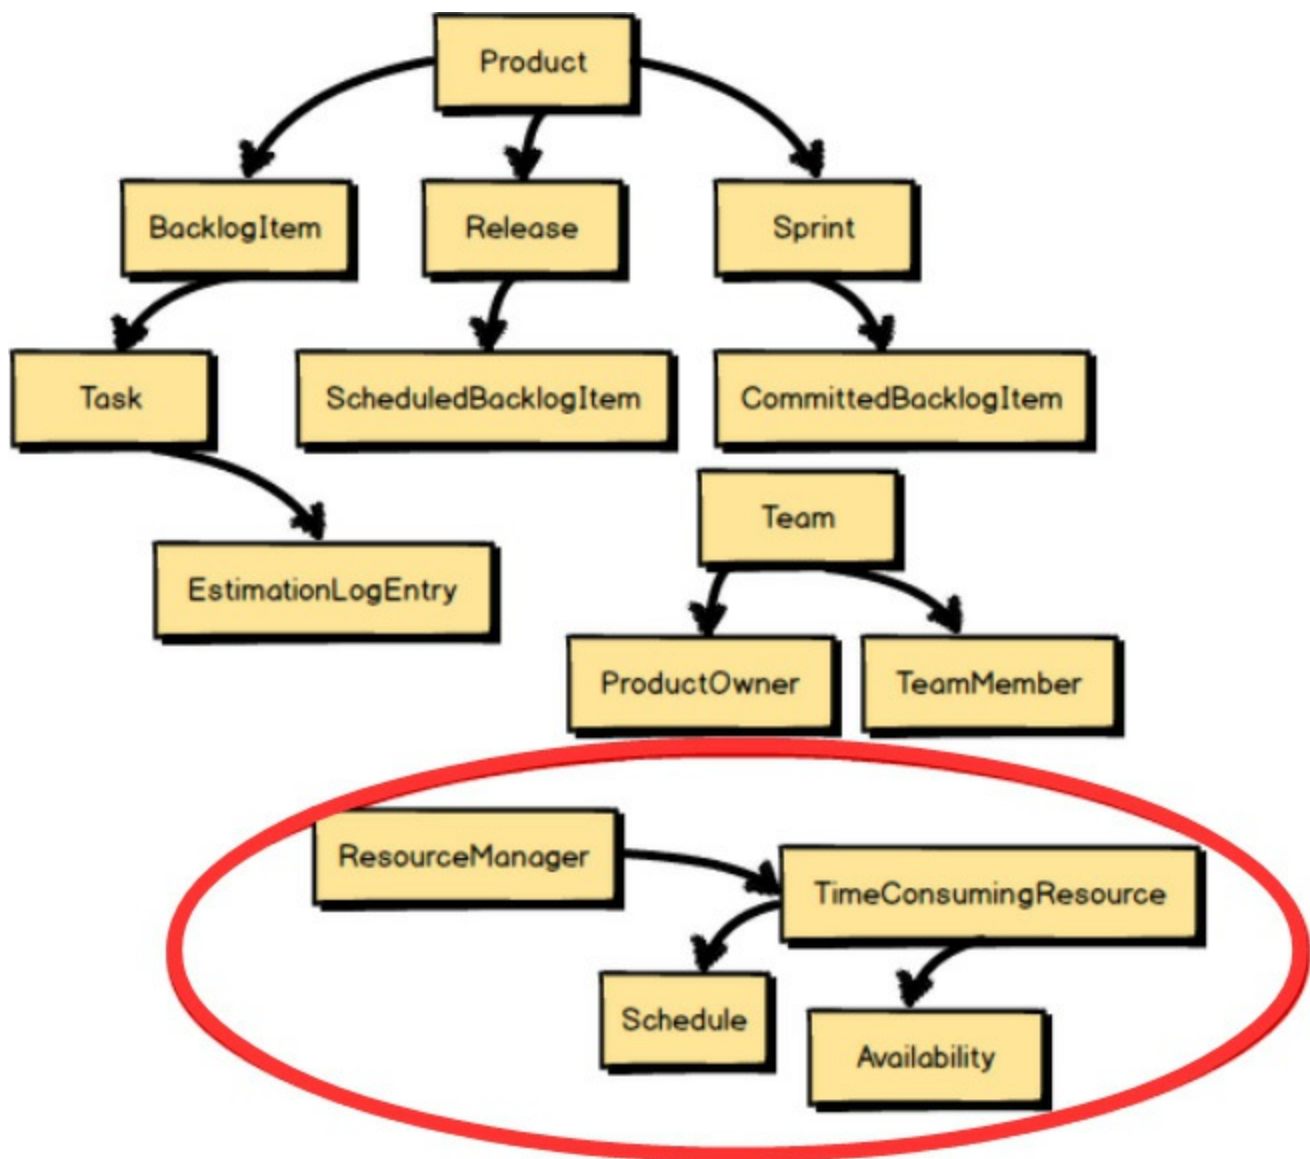 Product
BacklogItem
Release
Sprint
Task
ScheduledBacklogItem
CommittedBacklogItem
Team
EstimationLogEntry
ProductOwner
TeamMember
ResourceManager
TimeConsumingResource
Schedule
Availability